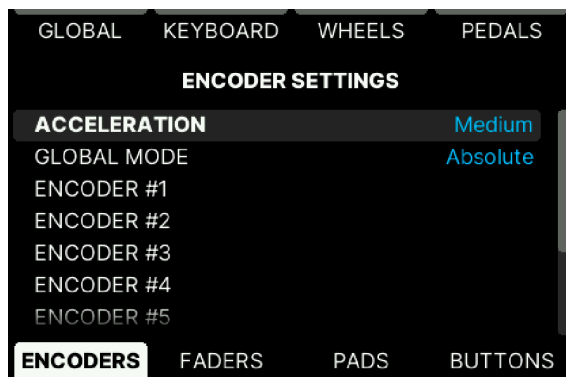 GLOBAL KEYBOARD WHEELS PEDALS
ENCODER SETTINGS
ACCELERATION Medium
GLOBAL MODE Absolute
ENCODER #1
ENCODER #2
ENCODER #3
ENCODER #4
ENCODER #5
ENCODERS FADERS PADS BUTTONS